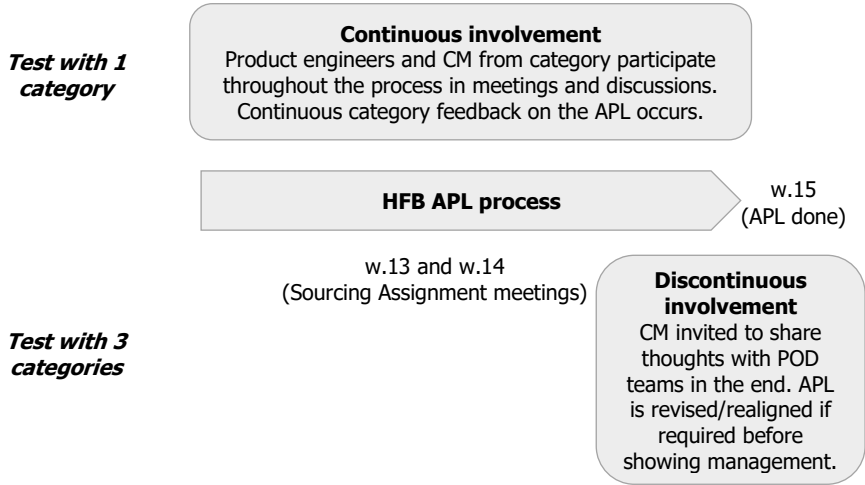 Test with 1
category
Continuous involvement
Product engineers and CM from category participate
throughout the process in meetings and discussions.
Continuous category feedback on the APL occurs.
HFB APL process
w.15
(APL done)
w.13 and w.14
(Sourcing Assignment meetings)
Test with 3
categories
Discontinuous
involvement
CM invited to share
thoughts with POD
teams in the end. APL
is revised/realigned if
required before
showing management.